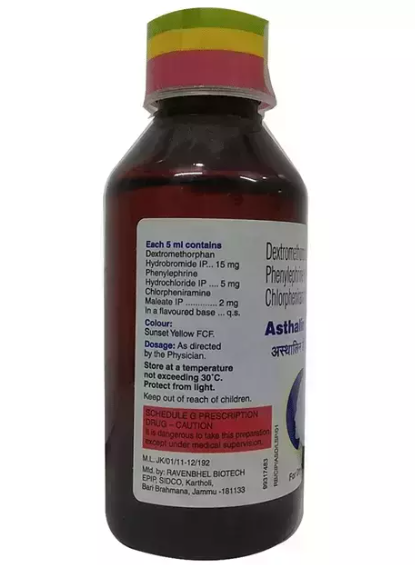 Each 5 ml contains
Dextromethorphan
Hydrobromide IP... 15 mg
Phenylephrine
Hydrochloride IP .... 5 mg
Chlorpheniramine
Maleate IP ............ 2 mg
In a flavoured base ... q.s.
Colour:
Sunset Yellow FCF.
Dosage: As directed
by the Physician.
Store at a temperature
not exceeding 30°C.
Protect from light.
Keep out of reach of children.
SCHEDULE G PRESCRIPTION
DRUG – CAUTION
It is dangerous to take this preparation
except under medical supervision.
M.L. JK/01/11-12/192
Mfd. by: RAVENBHEL BIOTECH
EPIP, SIDCO, Kartholi,
Bari Brahmana, Jammu -181133
Phenylephrine
Asthalin
अस्थालिन